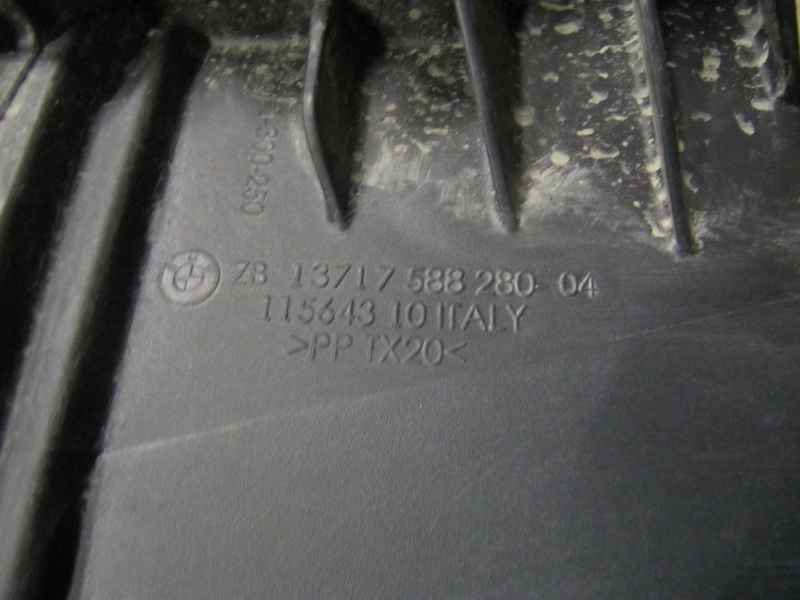 ZB 13717 588 280- 04
115643 10 ITALY
>PP TX20<